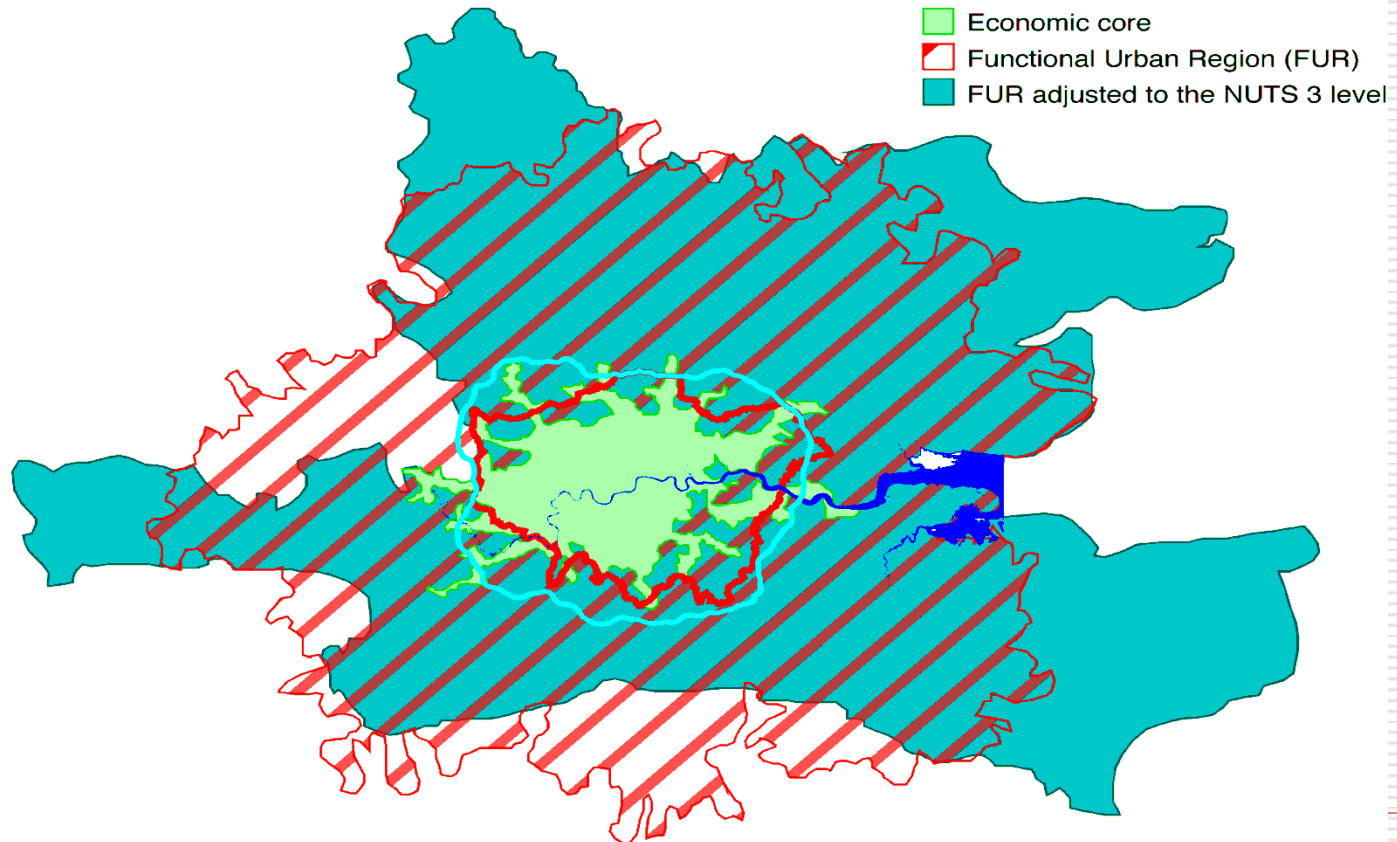 Economic core
Functional Urban Region (FUR)
FUR adjusted to the NUTS 3 level